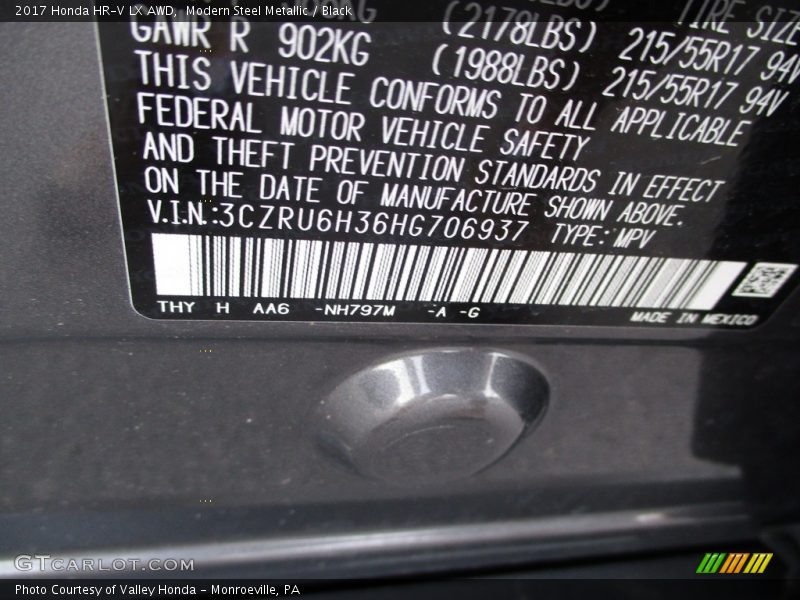 2017 Honda HR-V LX AWD, Modern Steel Metallic / Black
KG (2178LBS) TIRE SIZE
GAWR R 902KG (1988LBS) 215/55R17 94V
215/55R17 94V
THIS VEHICLE CONFORMS TO ALL APPLICABLE
FEDERAL MOTOR VEHICLE SAFETY
AND THEFT PREVENTION STANDARDS IN EFFECT
ON THE DATE OF MANUFACTURE SHOWN ABOVE.
V.I.N.:3CZRU6H36HG706937 TYPE: MPV
THY H AA6 -NH797M -A -G MADE IN MEXICO
GTCARLOT.COM
Photo Courtesy of Valley Honda - Monroeville, PA